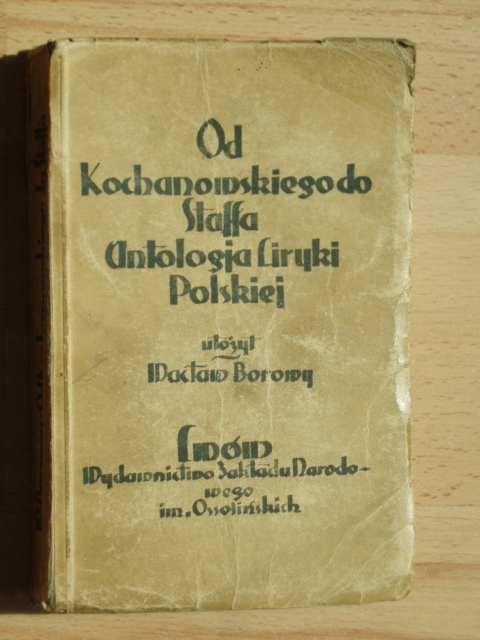 Od
Kochanowskiego do
Staffa
Antologja Liryki
Polskiej
ułożył
Wacław Borowy
Lwów
Wydawnictwo Zakładu Narodo-
wego
im. Ossolińskich